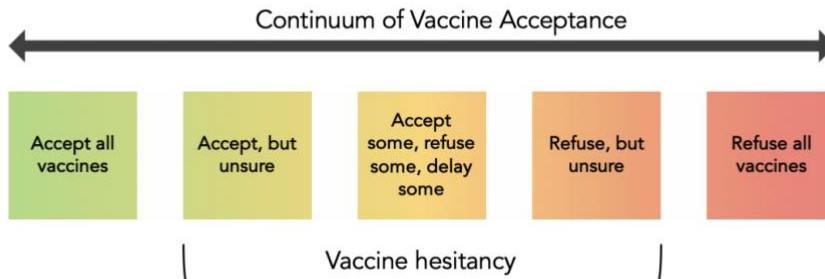 Continuum of Vaccine Acceptance
Accept all
vaccines
Accept, but
unsure
Accept
some, refuse
some, delay
some
Refuse, but
unsure
Refuse all
vaccines
Vaccine hesitancy